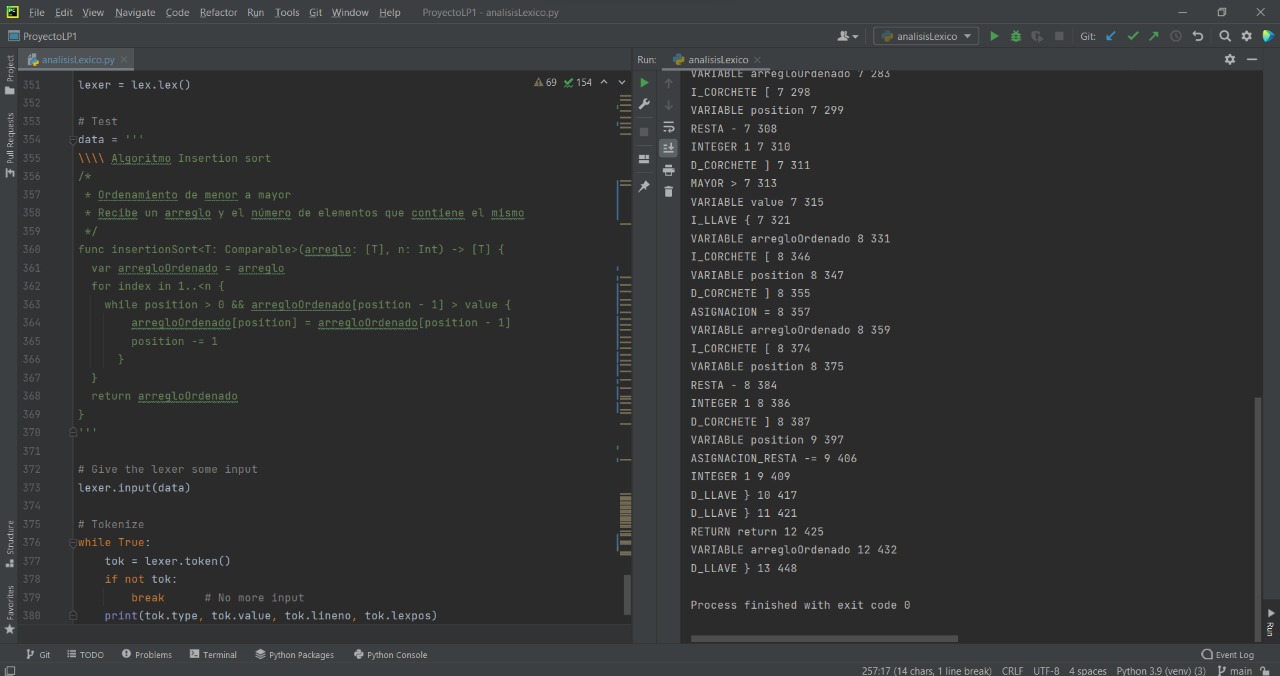 File Edit View Navigate Code Refactor Run Tools Git Window Help ProyectoLP1 - analisisLexico.py
ProyectoLP1
analisisLexico
Git:
Project
Pull Requests
Structure
Favorites
analisisLexico.py
69 154
351 lexer = lex.lex()
352
353 # Test
354 data = '''
355 \\\\ Algoritmo Insertion sort
356 /*
357 * Ordenamiento de menor a mayor
358 * Recibe un arreglo y el número de elementos que contiene el mismo
359 */
360 func insertionSort<T: Comparable>(arreglo: [T], n: Int) -> [T] {
361 var arregloOrdenado = arreglo
362 for index in 1..<n {
363 while position > 0 && arregloOrdenado[position - 1] > value {
364 arregloOrdenado[position] = arregloOrdenado[position - 1]
365 position -= 1
366 }
367 }
368 return arregloOrdenado
369 }
370 '''
371
372 # Give the lexer some input
373 lexer.input(data)
374
375 # Tokenize
376 while True:
377 tok = lexer.token()
378 if not tok:
379 break # No more input
380 print(tok.type, tok.value, tok.lineno, tok.lexpos)
Run: analisisLexico
VARIABLE arregloOrdenado 7 283
I_CORCHETE [ 7 298
VARIABLE position 7 299
RESTA - 7 308
INTEGER 1 7 310
D_CORCHETE ] 7 311
MAYOR > 7 313
VARIABLE value 7 315
I_LLAVE { 7 321
VARIABLE arregloOrdenado 8 331
I_CORCHETE [ 8 346
VARIABLE position 8 347
D_CORCHETE ] 8 355
ASIGNACION = 8 357
VARIABLE arregloOrdenado 8 359
I_CORCHETE [ 8 374
VARIABLE position 8 375
RESTA - 8 384
INTEGER 1 8 386
D_CORCHETE ] 8 387
VARIABLE position 9 397
ASIGNACION_RESTA -= 9 406
INTEGER 1 9 409
D_LLAVE } 10 417
D_LLAVE } 11 421
RETURN return 12 425
VARIABLE arregloOrdenado 12 432
D_LLAVE } 13 448
Process finished with exit code 0
Run
Git TODO Problems Terminal Python Packages Python Console Event Log
257:17 (14 chars, 1 line break) CRLF UTF-8 4 spaces Python 3.9 (venv) (3) main